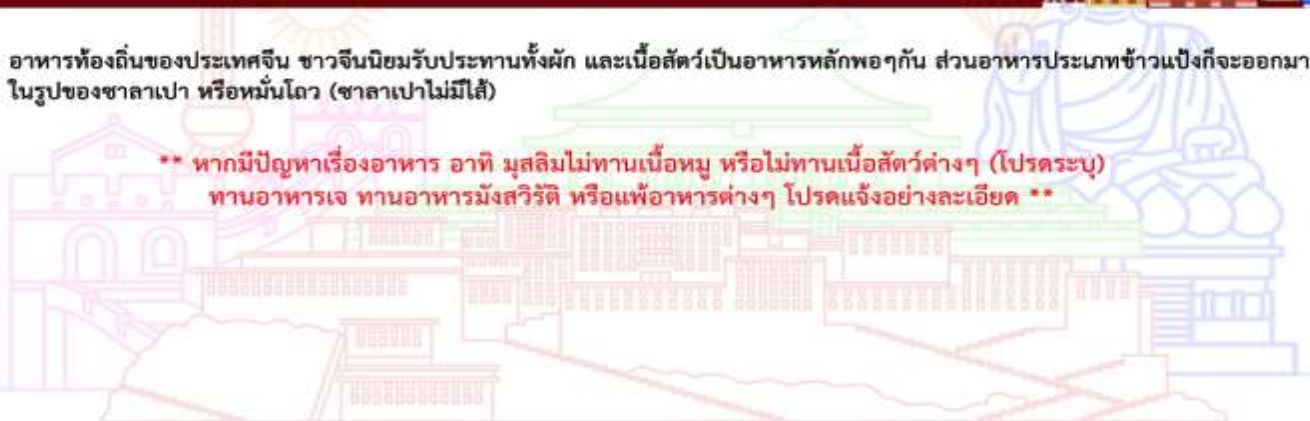 อาหารท้องถิ่นของประเทศจีน ชาวจีนนิยมรับประทานทั้งผัก และเนื้อสัตว์เป็นอาหารหลักพอๆกัน ส่วนอาหารประเภทข้าวแป้งก็จะออกมา
ในรูปของซาลาเปา หรือหมั่นโถว (ซาลาเปาไม่มีไส้)
** หากมีปัญหาเรื่องอาหาร อาทิ มุสลิมไม่ทานเนื้อหมู หรือไม่ทานเนื้อสัตว์ต่างๆ (โปรดระบุ)
ทานอาหารเจ ทานอาหารมังสวิรัติ หรือแพ้อาหารต่างๆ โปรดแจ้งอย่างละเอียด **